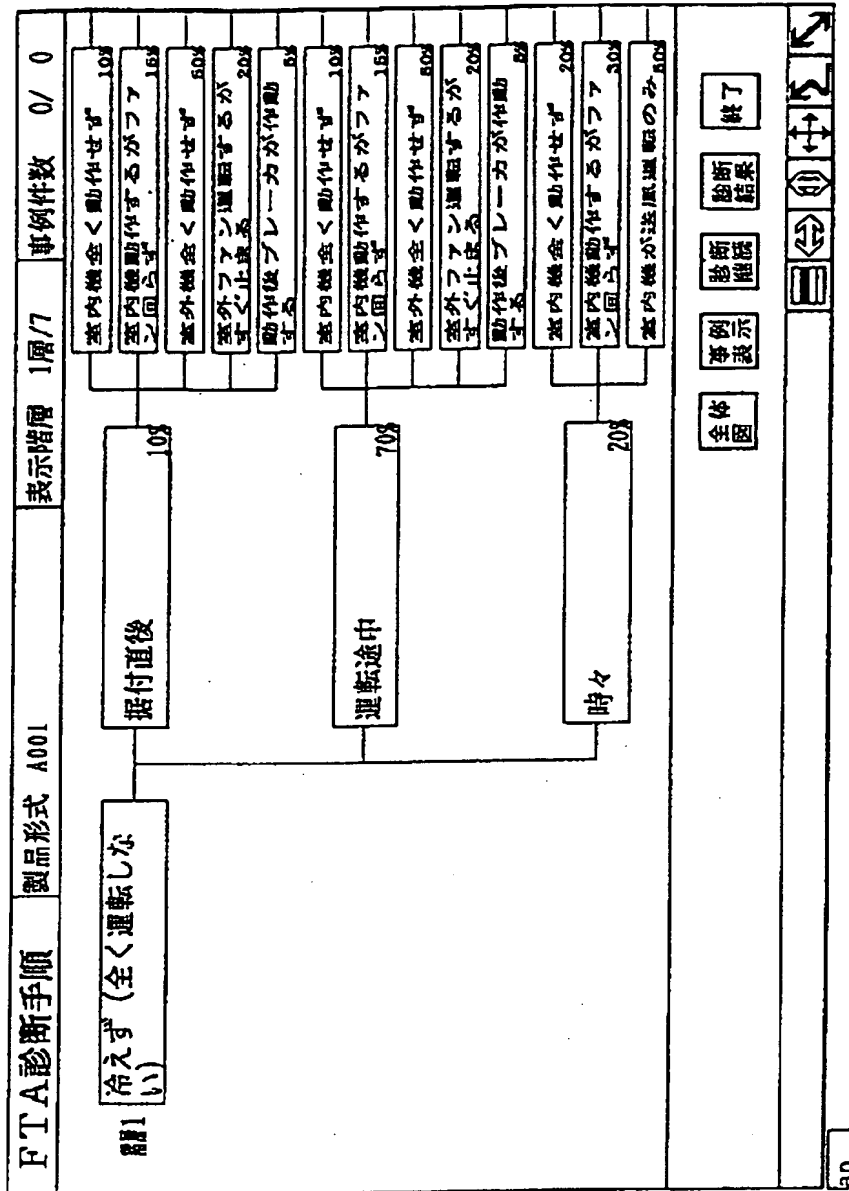 FTA診断手順
製品形式 A001
表示階層 1層/7
事例件数 0/ 0
階層1
冷えず (全く運転しな
い)
据付直後
10%
室内機全く動作せず
10%
室内機動作するがファ
ン回らず
15%
室外機全く動作せず
50%
室外ファン運転するが
すぐ止まる
20%
動作後ブレーカが作動
する
5%
運転途中
70%
室内機全く動作せず
10%
室内機動作するがファ
ン回らず
15%
室外機全く動作せず
50%
室外ファン運転するが
すぐ止まる
20%
動作後ブレーカが作動
する
5%
時々
20%
室内機全く動作せず
20%
室内機動作するがファ
ン回らず
30%
室内機が送風運転のみ
50%
全体
図
事例
表示
診断
継続
診断
結果
終了